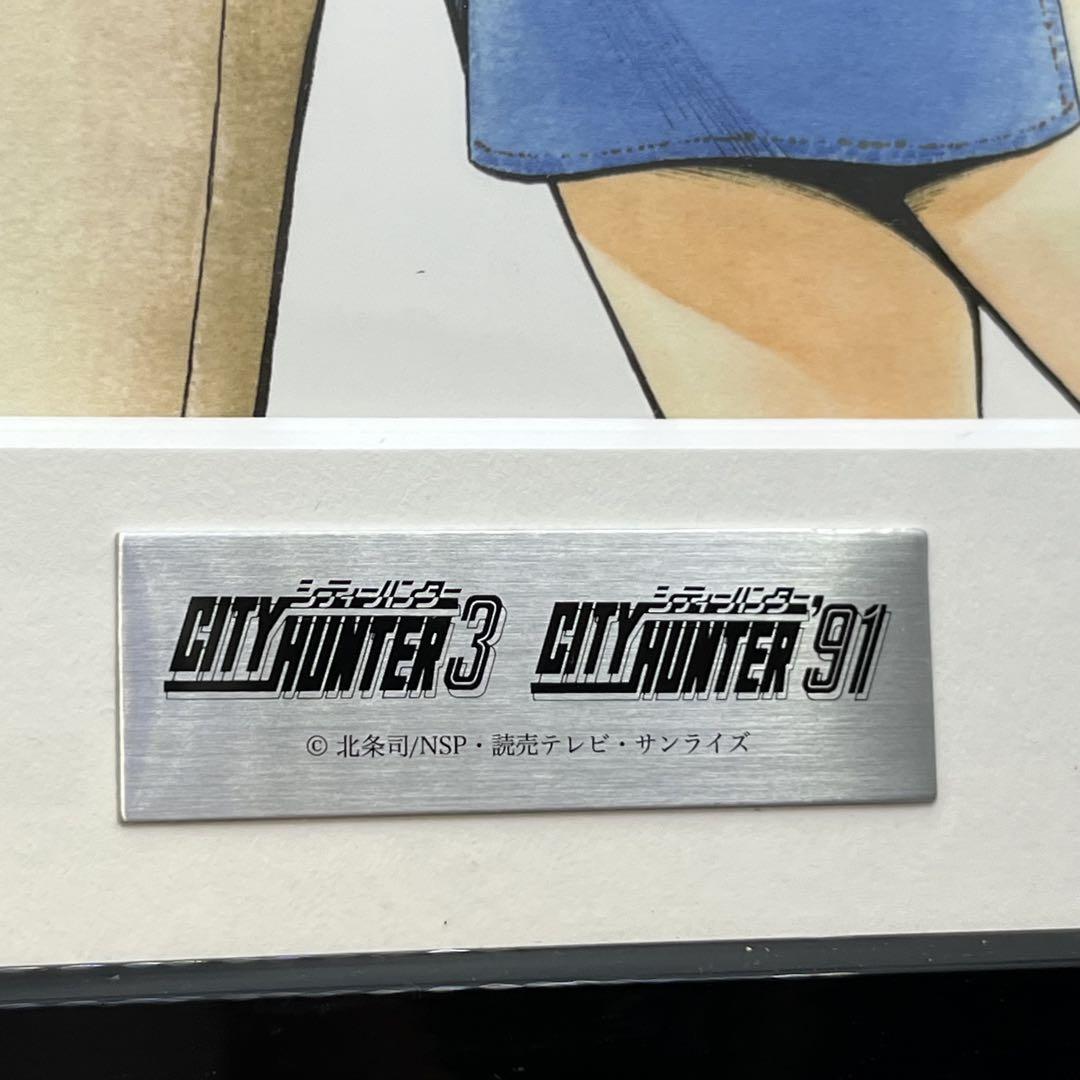 シティーハンター
CITY HUNTER 3
シティーハンター
CITY HUNTER '91
© 北条司/NSP・読売テレビ・サンライズ